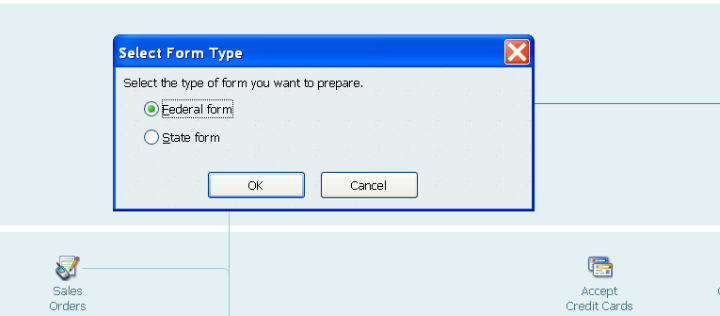 Select Form Type
Select the type of form you want to prepare.
Federal form
State form
OK
Cancel
Sales
Orders
Accept
Credit Cards